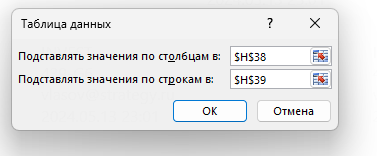 Таблица данных ?
Подставлять значения по столбцам в: $H$38
Подставлять значения по строкам в: $H$39
ОК Отмена